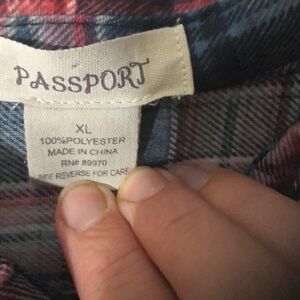 PASSPORT
XL
100%POLYESTER
MADE IN CHINA
RN# 89970
SEE REVERSE FOR CARE